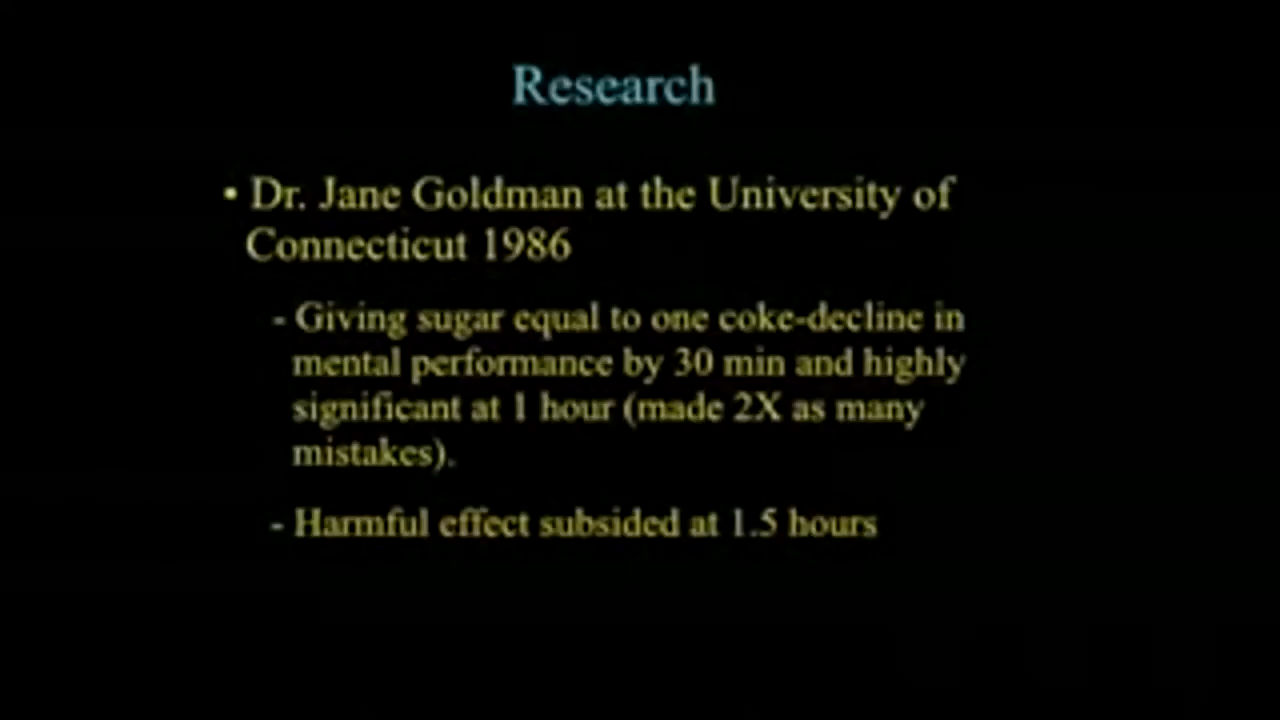 Research
• Dr. Jane Goldman at the University of
Connecticut 1986
- Giving sugar equal to one coke-decline in
mental performance by 30 min and highly
significant at 1 hour (made 2X as many
mistakes).
- Harmful effect subsided at 1.5 hours